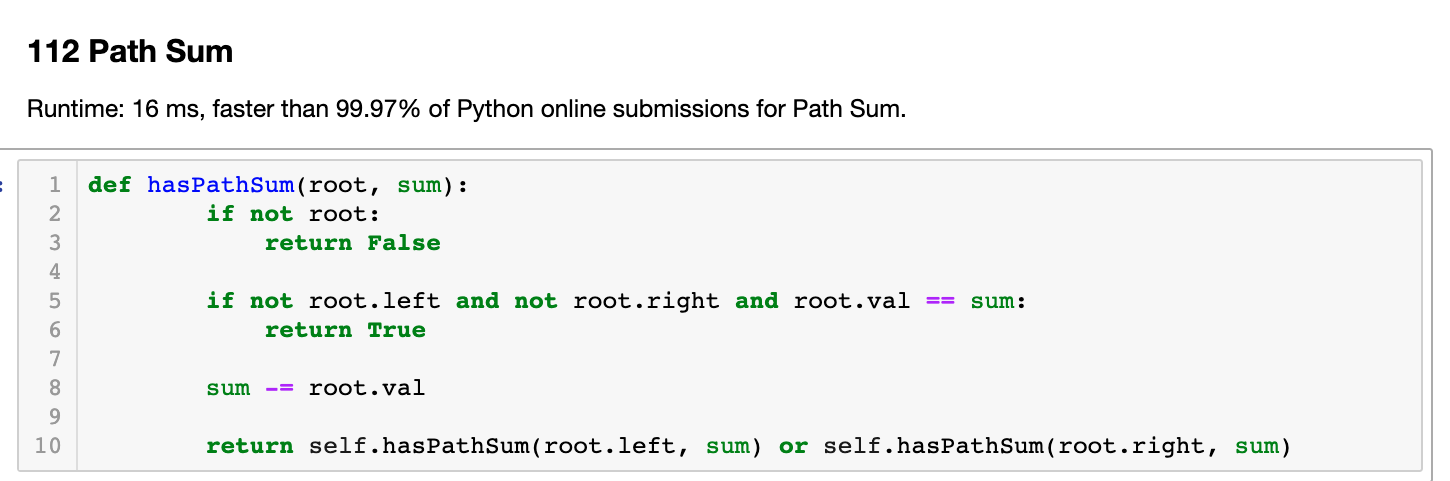 112 Path Sum
Runtime: 16 ms, faster than 99.97% of Python online submissions for Path Sum.
:
1 def hasPathSum(root, sum):
2         if not root:
3             return False
4
5         if not root.left and not root.right and root.val == sum:
6             return True
7
8         sum -= root.val
9
10         return self.hasPathSum(root.left, sum) or self.hasPathSum(root.right, sum)